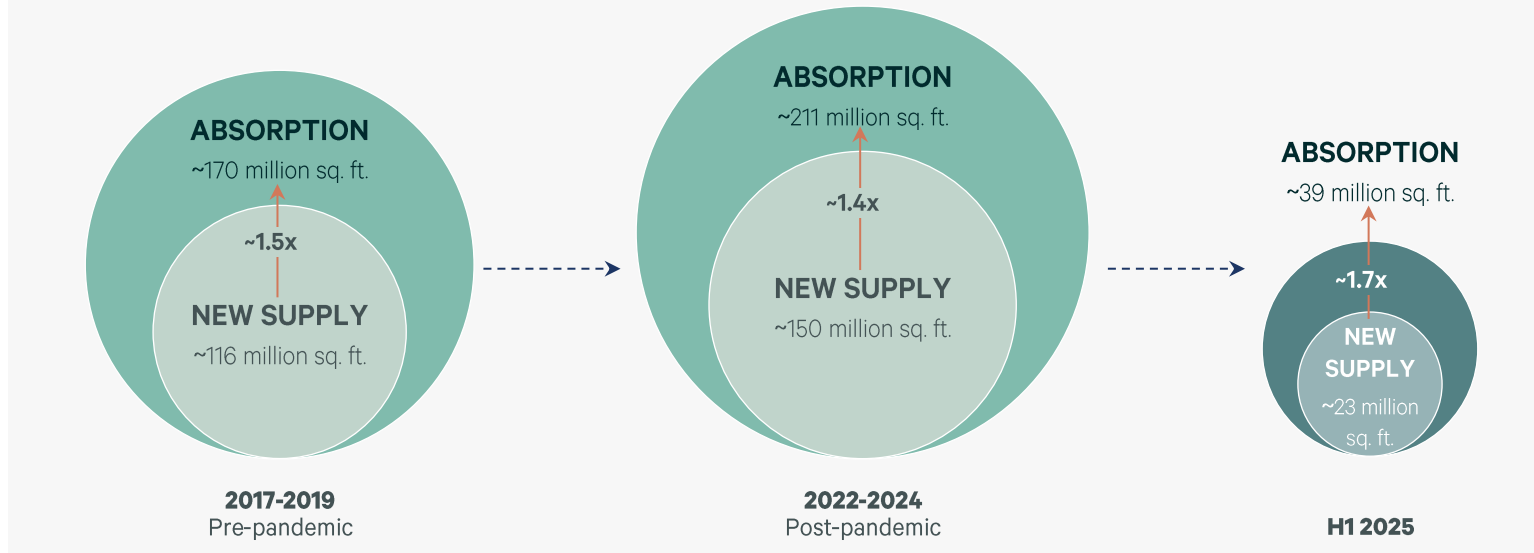 ABSORPTION
~170 million sq. ft.
~1.5x
NEW SUPPLY
~116 million sq. ft.
2017-2019
Pre-pandemic
ABSORPTION
~211 million sq. ft.
~1.4x
NEW SUPPLY
~150 million sq. ft.
2022-2024
Post-pandemic
ABSORPTION
~39 million sq. ft.
~1.7x
NEW
SUPPLY
~23 million
sq. ft.
H1 2025